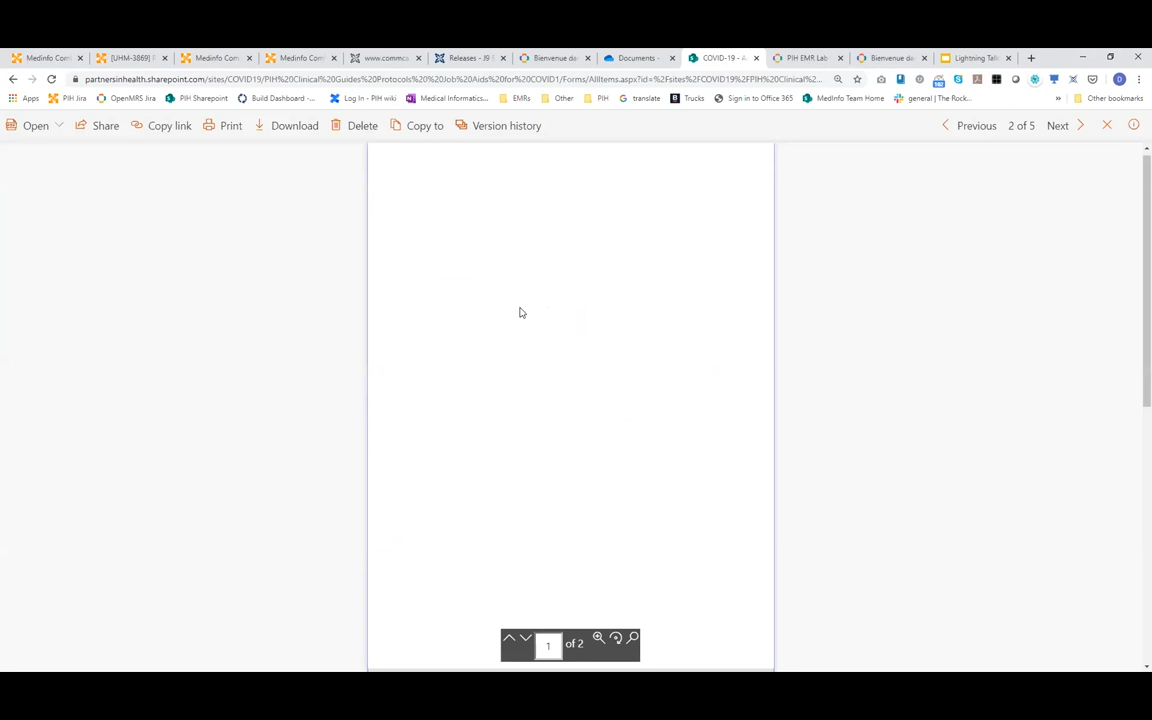 Medinfo Com
[UHM-3869] F
Medinfo Com
Medinfo Com
www.commca
Releases - J9 E
Bienvenue da
Documents -
COVID-19 - A
PIH EMR Lab
Bienvenue da
Lightning Talk
partnersinhealth.sharepoint.com/sites/COVID19/PIH%20Clinical%20Guides%20Protocols%20%20Job%20Aids%20for%20COVID1/Forms/AllItems.aspx?id=%2Fsites%2FCOVID19%2FPIH%20Clinical%2...
Apps PIH Jira OpenMRS Jira PIH Sharepoint Build Dashboard -... Log In - PIH wiki Medical Informatics... EMRs Other PIH translate Trucks Sign in to Office 365 MedInfo Team Home general | The Rock... » Other bookmarks
Open Share Copy link Print Download Delete Copy to Version history Previous 2 of 5 Next
1 of 2